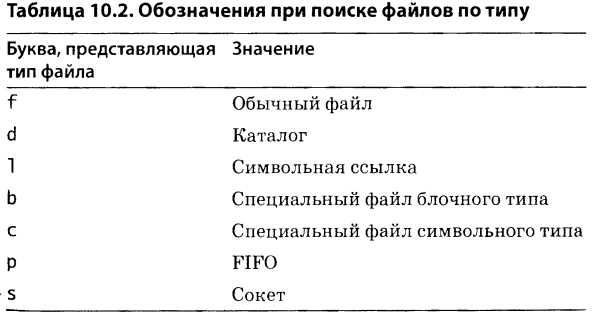 Таблица 10.2. Обозначения при поиске файлов по типу
Буква, представляющая тип файла Значение
f Обычный файл
d Каталог
l Символьная ссылка
b Специальный файл блочного типа
c Специальный файл символьного типа
p FIFO
s Сокет